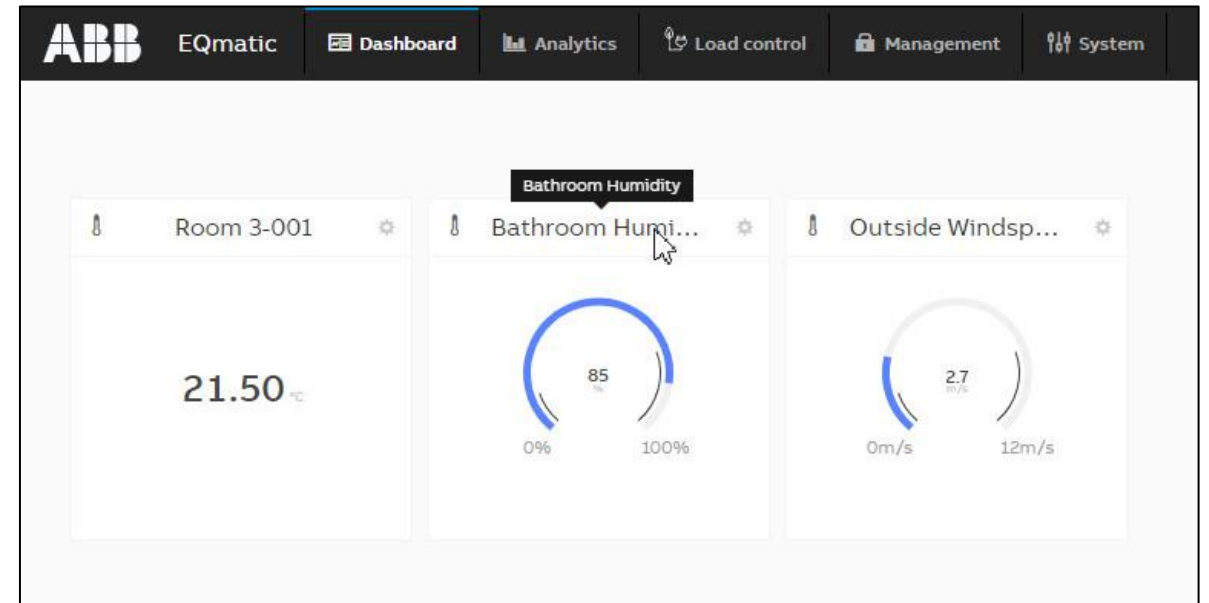 ABB EQmatic Dashboard Analytics Load control Management System
Bathroom Humidity
Room 3-001 Bathroom Humi... Outside Windsp...
21.50 °C
85
%
0% 100%
2.7
m/s
0m/s 12m/s